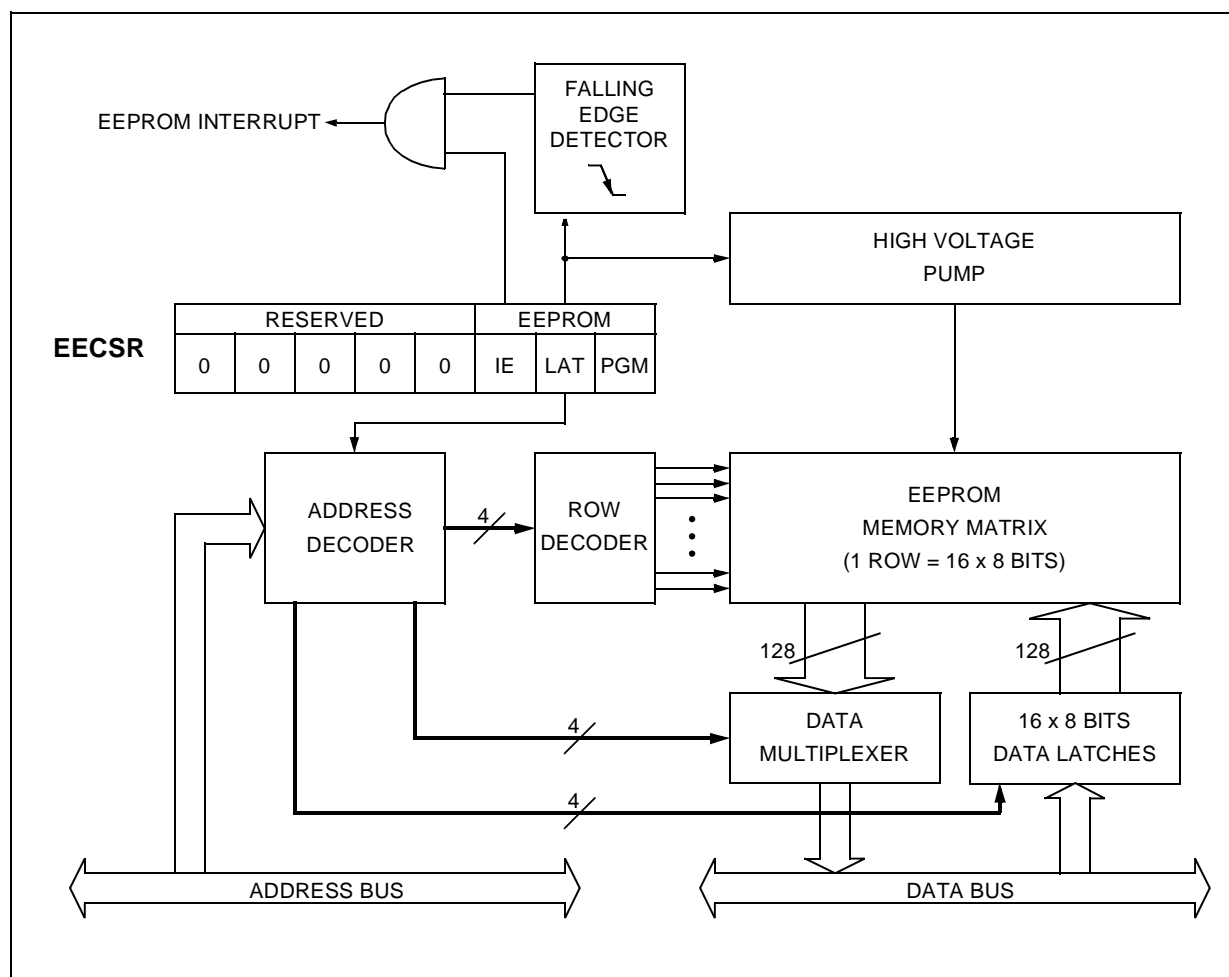 FALLING
EDGE
DETECTOR
EEPROM INTERRUPT
HIGH VOLTAGE
PUMP
RESERVED EEPROM
EECSR
0 0 0 0 0 IE LAT PGM
ADDRESS
DECODER
4
ROW
DECODER
EEPROM
MEMORY MATRIX
(1 ROW = 16 x 8 BITS)
128
128
4
DATA
MULTIPLEXER
16 x 8 BITS
DATA LATCHES
4
ADDRESS BUS
DATA BUS